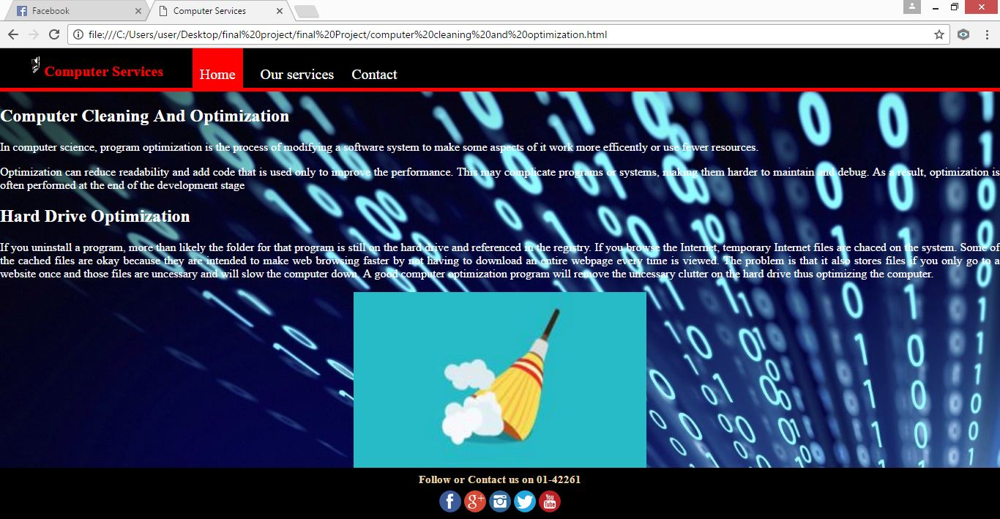 Facebook
Computer Services
file:///C:/Users/user/Desktop/final%20project/final%20Project/computer%20cleaning%20and%20optimization.html
Computer Services
Home
Our services
Contact
Computer Cleaning And Optimization
In computer science, program optimization is the process of modifying a software system to make some aspects of it work more efficently or use fewer resources.
Optimization can reduce readability and add code that is used only to improve the performance. This may complicate programs or systems, making them harder to maintain and debug. As a result, optimization is
often performed at the end of the development stage
Hard Drive Optimization
If you uninstall a program, more than likely the folder for that program is still on the hard drive and referenced in the registry. If you browse the Internet, temporary Internet files are chaced on the system. Some of
the cached files are okay because they are intended to make web browsing faster by not having to download an entire webpage every time is viewed. The problem is that it also stores files if you only go to a
website once and those files are uncessary and will slow the computer down. A good computer optimization program will remove the uncessary clutter on the hard drive thus optimizing the computer.
Follow or Contact us on 01-42261
f g+ You Tube